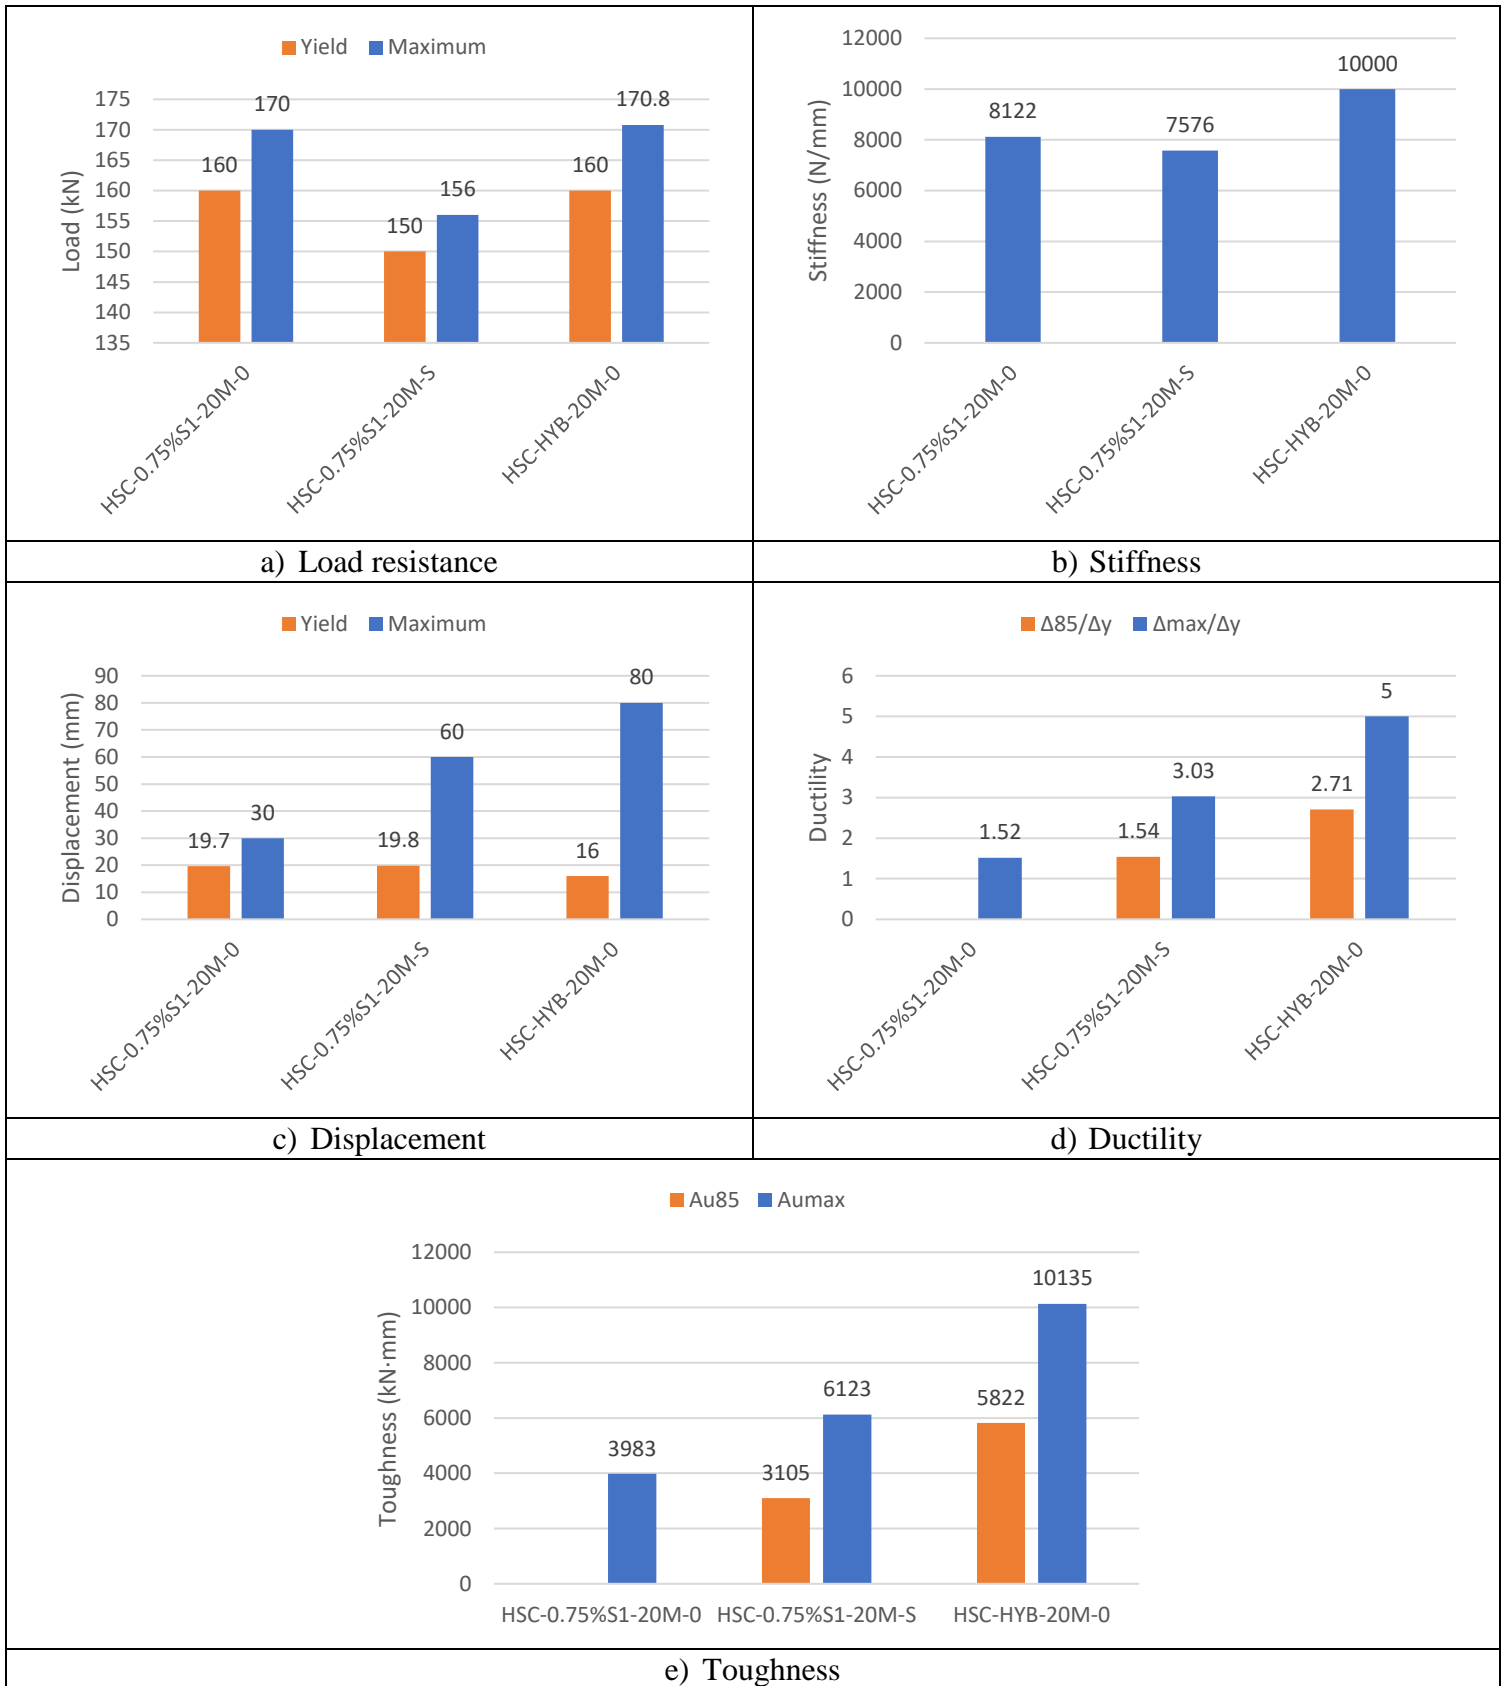 Yield Maximum
175
170
165
160
155
150
145
140
135
Load (kN)
160
170
150
156
160
170.8
HSC-0.75%S1-20M-0
HSC-0.75%S1-20M-S
HSC-HYB-20M-0
a) Load resistance
12000
10000
8000
6000
4000
2000
0
Stiffness (N/mm)
8122
7576
10000
HSC-0.75%S1-20M-0
HSC-0.75%S1-20M-S
HSC-HYB-20M-0
b) Stiffness
Yield Maximum
90
80
70
60
50
40
30
20
10
0
Displacement (mm)
19.7
30
19.8
60
16
80
HSC-0.75%S1-20M-0
HSC-0.75%S1-20M-S
HSC-HYB-20M-0
c) Displacement
Δ85/Δy Δmax/Δy
6
5
4
3
2
1
0
Ductility
1.52
1.54
3.03
2.71
5
HSC-0.75%S1-20M-0
HSC-0.75%S1-20M-S
HSC-HYB-20M-0
d) Ductility
Au85 Aumax
12000
10000
8000
6000
4000
2000
0
Toughness (kN·mm)
3983
3105
6123
5822
10135
HSC-0.75%S1-20M-0 HSC-0.75%S1-20M-S HSC-HYB-20M-0
e) Toughness